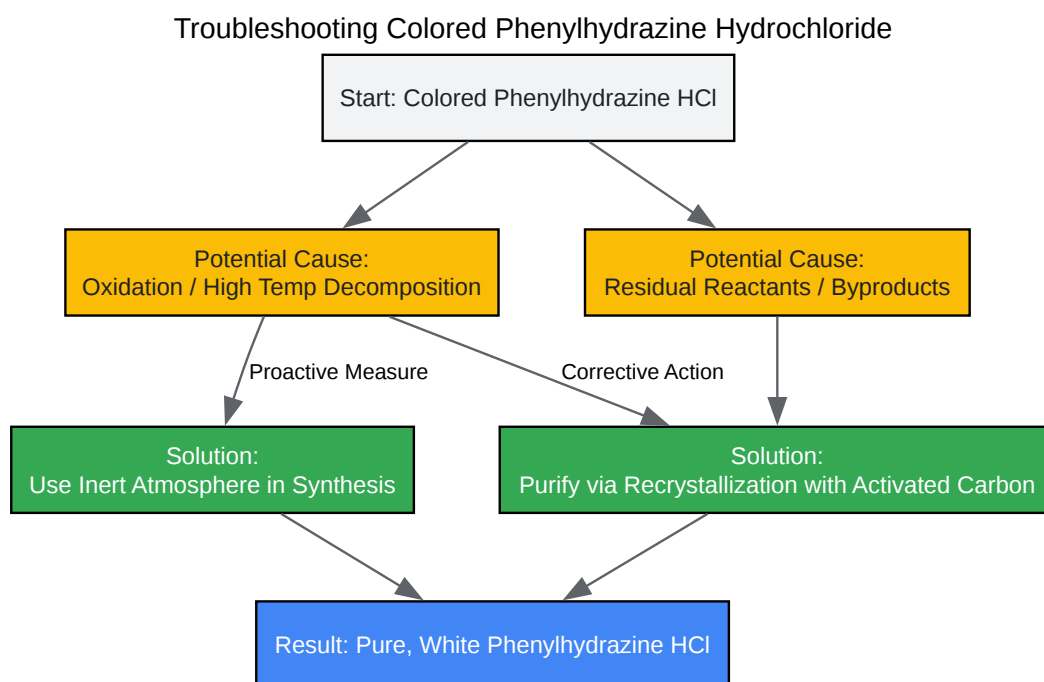 Troubleshooting Colored Phenylhydrazine Hydrochloride
Start: Colored Phenylhydrazine HCl
Potential Cause:
Oxidation / High Temp Decomposition
Potential Cause:
Residual Reactants / Byproducts
Proactive Measure
Corrective Action
Solution:
Use Inert Atmosphere in Synthesis
Solution:
Purify via Recrystallization with Activated Carbon
Result: Pure, White Phenylhydrazine HCl